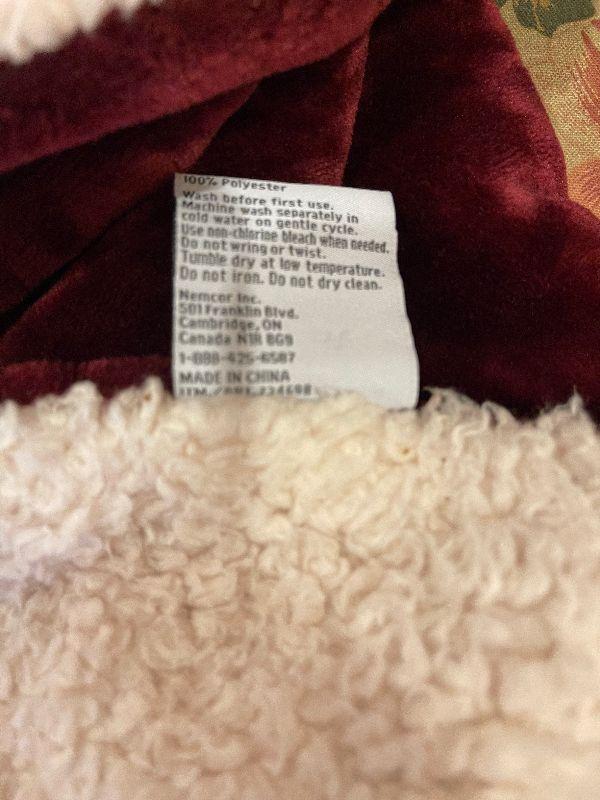 100% Polyester
Wash before first use.
Machine wash separately in
cold water on gentle cycle.
Use non-chlorine bleach when needed.
Do not wring or twist.
Tumble dry at low temperature.
Do not iron. Do not dry clean.
Nemcor Inc.
501 Franklin Blvd.
Cambridge, ON
Canada N1R 8G9
1-888-425-6587
MADE IN CHINA